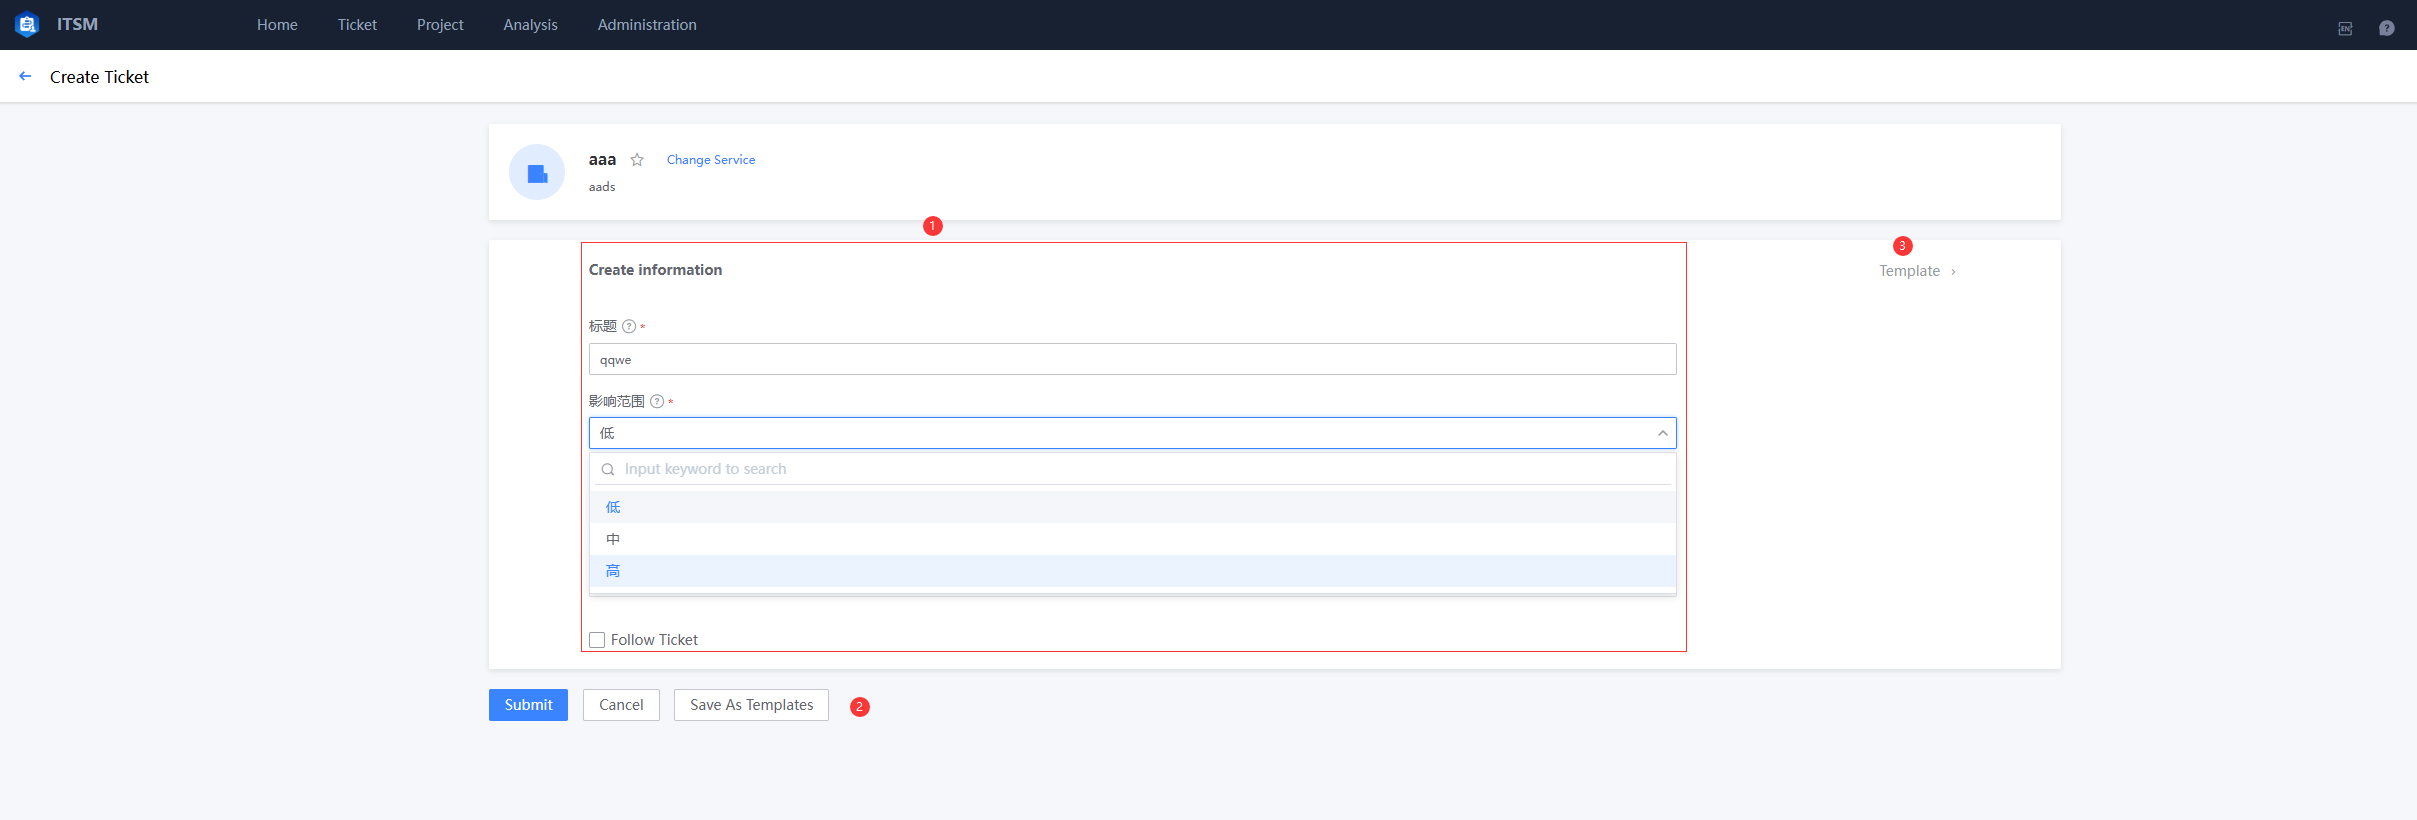 ITSM Home Ticket Project Analysis Administration EN ?
Create Ticket
aaa Change Service
aads
1
3
Create information
Template
标题 ? *
qqwe
影响范围 ? *
低
Input keyword to search
低
中
高
Follow Ticket
Submit Cancel Save As Templates 2